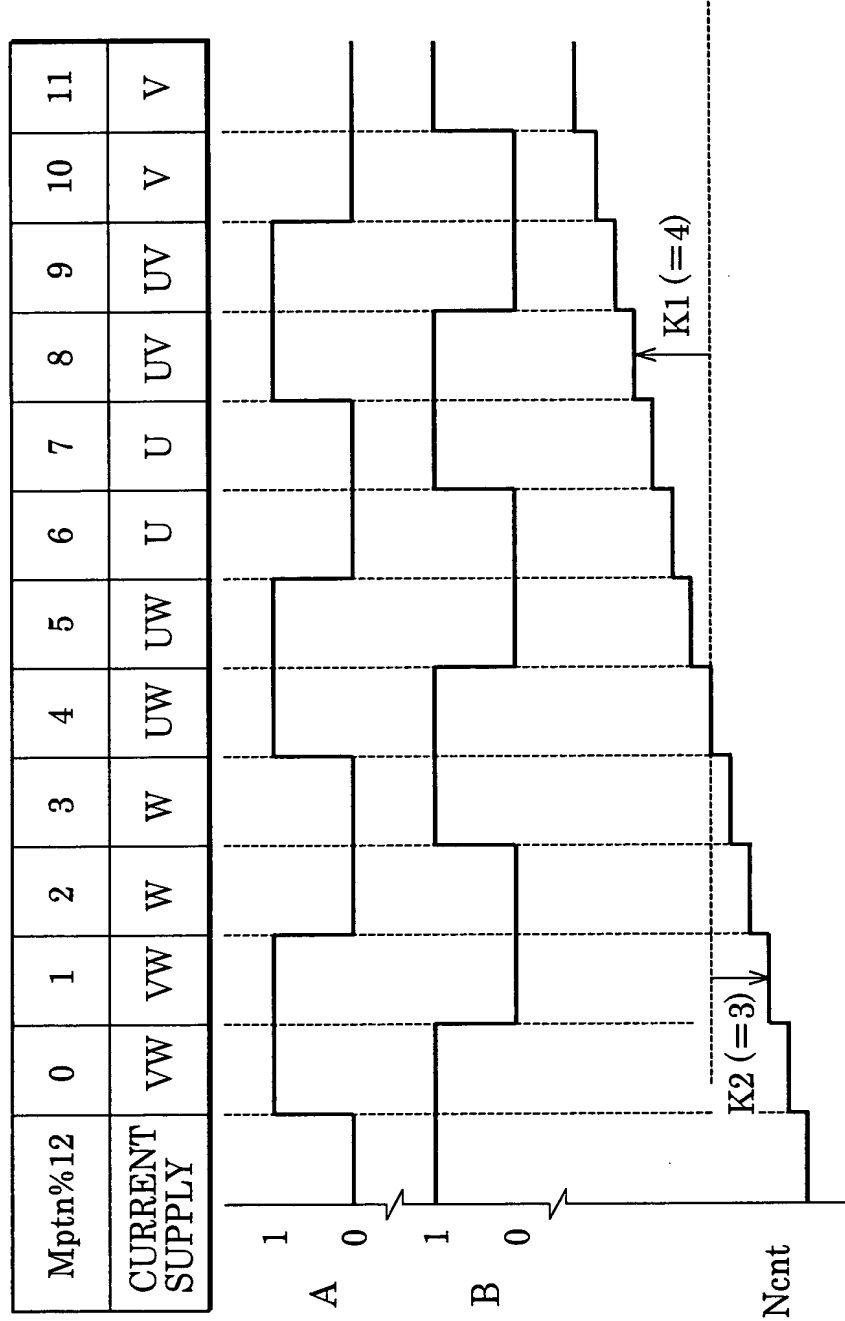 Mptn%12 0 1 2 3 4 5 6 7 8 9 10 11
CURRENT SUPPLY VW VW W W UW UW U U UV UV V V
A
1
0
B
1
0
Ncnt
K2 (=3)
K1 (=4)